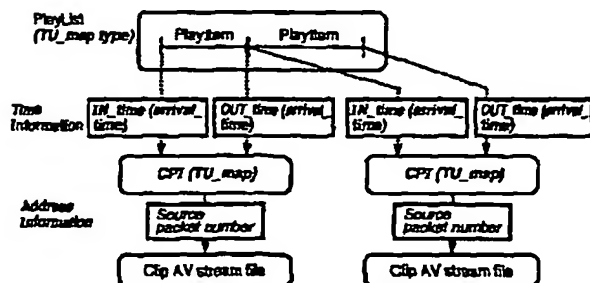 PlayList
(TU_map type)
PlayItem PlayItem
Time
Information
IN_time (arrival_
time)
OUT_time (arrival_
time)
IN_time (arrival_
time)
OUT_time (arrival_
time)
CPI (TU_map)
CPI (TU_map)
Address
Information
Source
packet number
Source
packet number
Clip AV stream file
Clip AV stream file